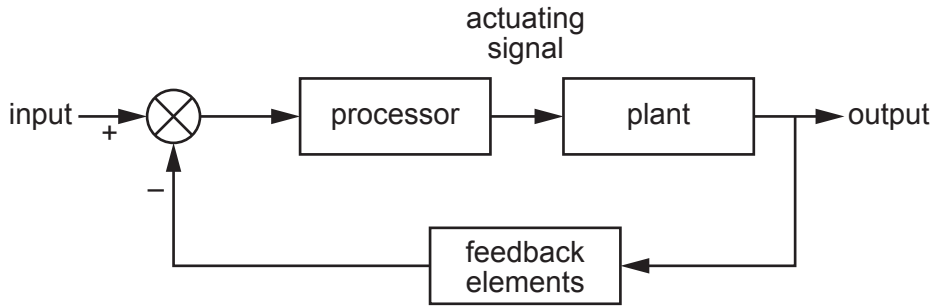 actuating
signal
input
+
processor
plant
output
−
feedback
elements